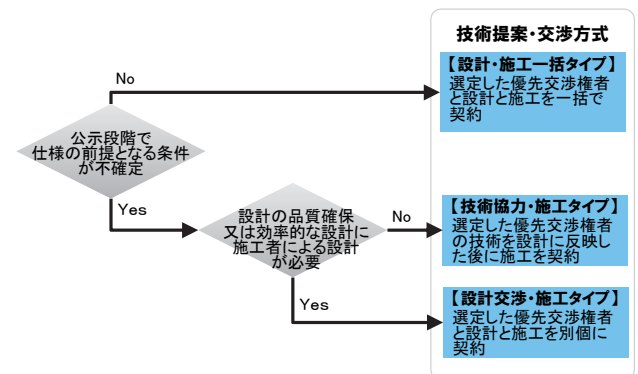 技術提案・交渉方式
No
【設計・施工一括タイプ】
選定した優先交渉権者
と設計と施工を一括で
契約
公示段階で
仕様の前提となる条件
が不確定
Yes
設計の品質確保
又は効率的な設計に
施工者による設計
が必要
No
【技術協力・施工タイプ】
選定した優先交渉権者
の技術を設計に反映し
た後に施工を契約
Yes
【設計交渉・施工タイプ】
選定した優先交渉権者
と設計と施工を別個に
契約